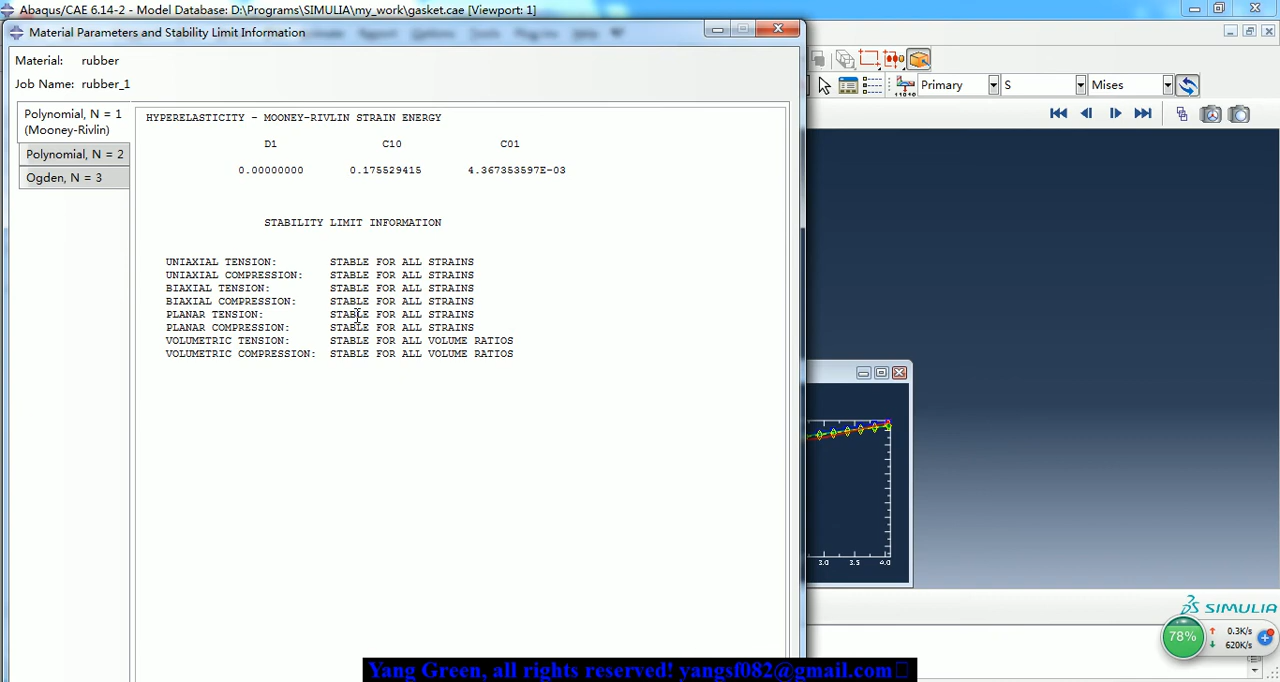 Abaqus/CAE 6.14-2 - Model Database: D:\Programs\SIMULIA\my_work\gasket.cae [Viewport: 1]
Material Parameters and Stability Limit Information
Report Options Tools Plug-ins Help
Material: rubber
Job Name: rubber_1
Primary S Mises
Polynomial, N = 1
(Mooney-Rivlin)
Polynomial, N = 2
Ogden, N = 3
HYPERELASTICITY - MOONEY-RIVLIN STRAIN ENERGY
D1 C10 C01
0.00000000 0.175529415 4.367353597E-03
STABILITY LIMIT INFORMATION
UNIAXIAL TENSION: STABLE FOR ALL STRAINS
UNIAXIAL COMPRESSION: STABLE FOR ALL STRAINS
BIAXIAL TENSION: STABLE FOR ALL STRAINS
BIAXIAL COMPRESSION: STABLE FOR ALL STRAINS
PLANAR TENSION: STABLE FOR ALL STRAINS
PLANAR COMPRESSION: STABLE FOR ALL STRAINS
VOLUMETRIC TENSION: STABLE FOR ALL VOLUME RATIOS
VOLUMETRIC COMPRESSION: STABLE FOR ALL VOLUME RATIOS
3.0 3.5 4.0
SIMULIA
78% 0.3K/s
620K/s
Yang Green, all rights reserved! yangsf082@gmail.com